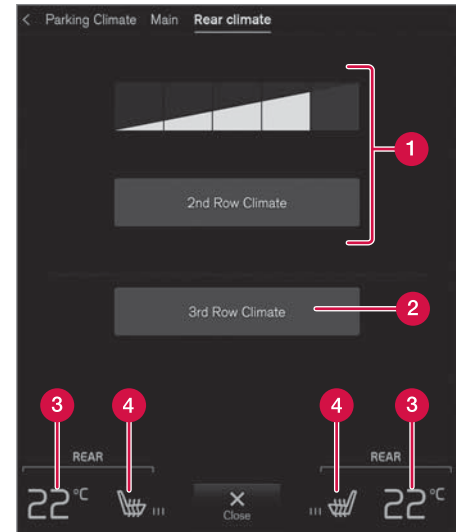 < Parking Climate Main Rear climate
1
2nd Row Climate
3rd Row Climate
2
3 4 4 3
REAR REAR
22 °C 22 °C
Close